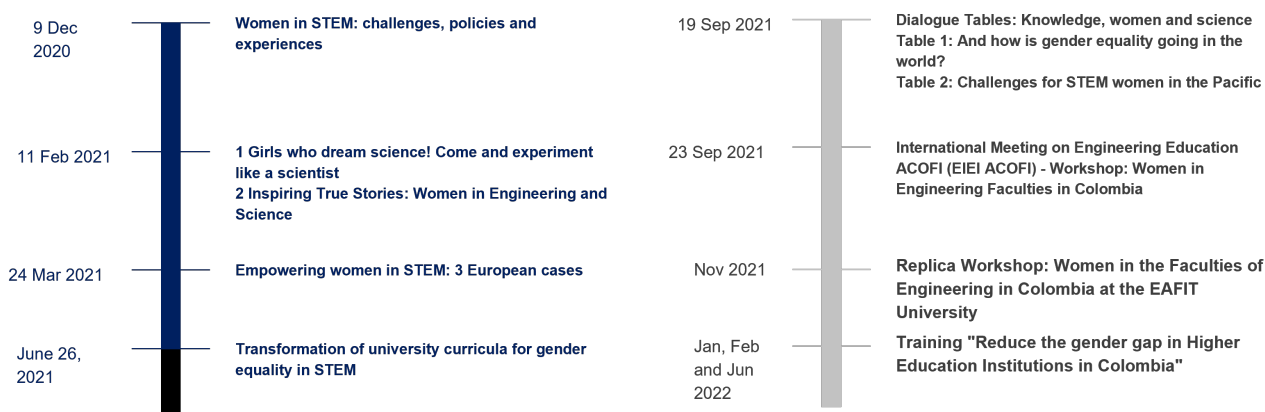 9 Dec
2020
Women in STEM: challenges, policies and
experiences
11 Feb 2021
1 Girls who dream science! Come and experiment
like a scientist
2 Inspiring True Stories: Women in Engineering and
Science
24 Mar 2021
Empowering women in STEM: 3 European cases
June 26,
2021
Transformation of university curricula for gender
equality in STEM
19 Sep 2021
Dialogue Tables: Knowledge, women and science
Table 1: And how is gender equality going in the
world?
Table 2: Challenges for STEM women in the Pacific
23 Sep 2021
International Meeting on Engineering Education
ACOFI (EIEI ACOFI) - Workshop: Women in
Engineering Faculties in Colombia
Nov 2021
Replica Workshop: Women in the Faculties of
Engineering in Colombia at the EAFIT
University
Jan, Feb
and Jun
2022
Training "Reduce the gender gap in Higher
Education Institutions in Colombia"